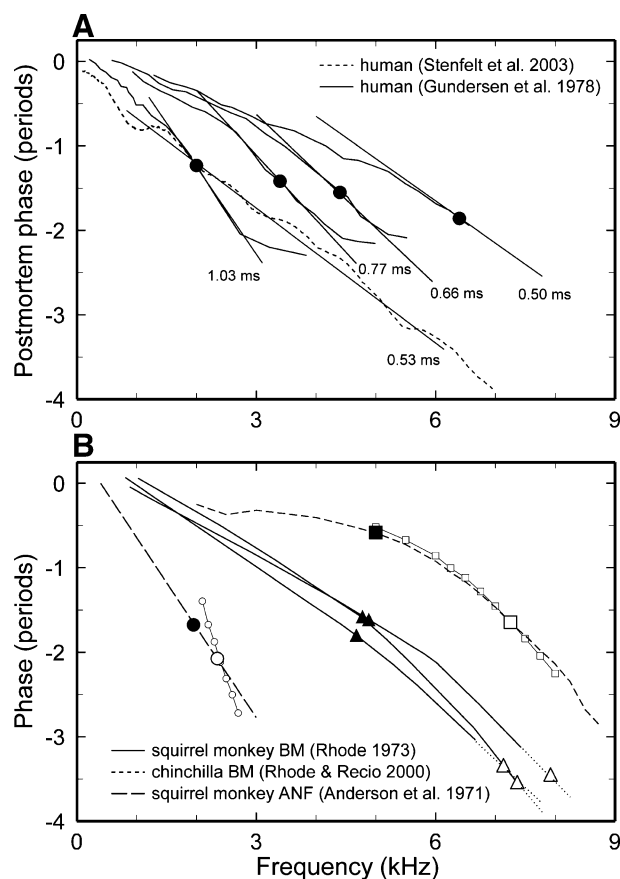 A
0
-1
-2
-3
-4
Postmortem phase (periods)
human (Stenfelt et al. 2003)
human (Gundersen et al. 1978)
1.03 ms
0.77 ms
0.66 ms
0.50 ms
0.53 ms
0 3 6 9
B
0
-1
-2
-3
-4
Phase (periods)
squirrel monkey BM (Rhode 1973)
chinchilla BM (Rhode & Recio 2000)
squirrel monkey ANF (Anderson et al. 1971)
0 3 6 9
Frequency (kHz)